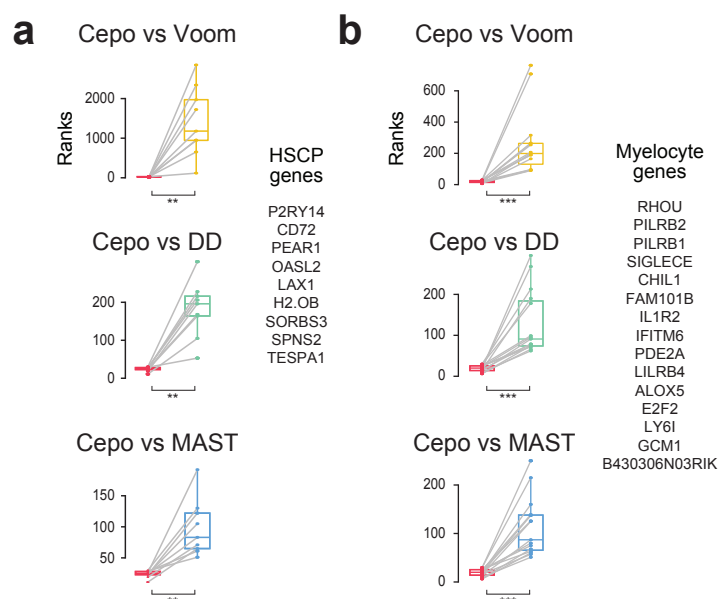 a
Cepo vs Voom
Ranks
2000
1000
0
**
Cepo vs DD
200
100
0
**
Cepo vs MAST
150
100
50
**
HSCP
genes
P2RY14
CD72
PEAR1
OASL2
LAX1
H2.OB
SORBS3
SPNS2
TESPA1
b
Cepo vs Voom
Ranks
600
400
200
0
***
Cepo vs DD
200
100
0
***
Cepo vs MAST
200
100
0
***
Myelocyte
genes
RHOU
PILRB2
PILRB1
SIGLECE
CHIL1
FAM101B
IL1R2
IFITM6
PDE2A
LILRB4
ALOX5
E2F2
LY6I
GCM1
B430306N03RIK